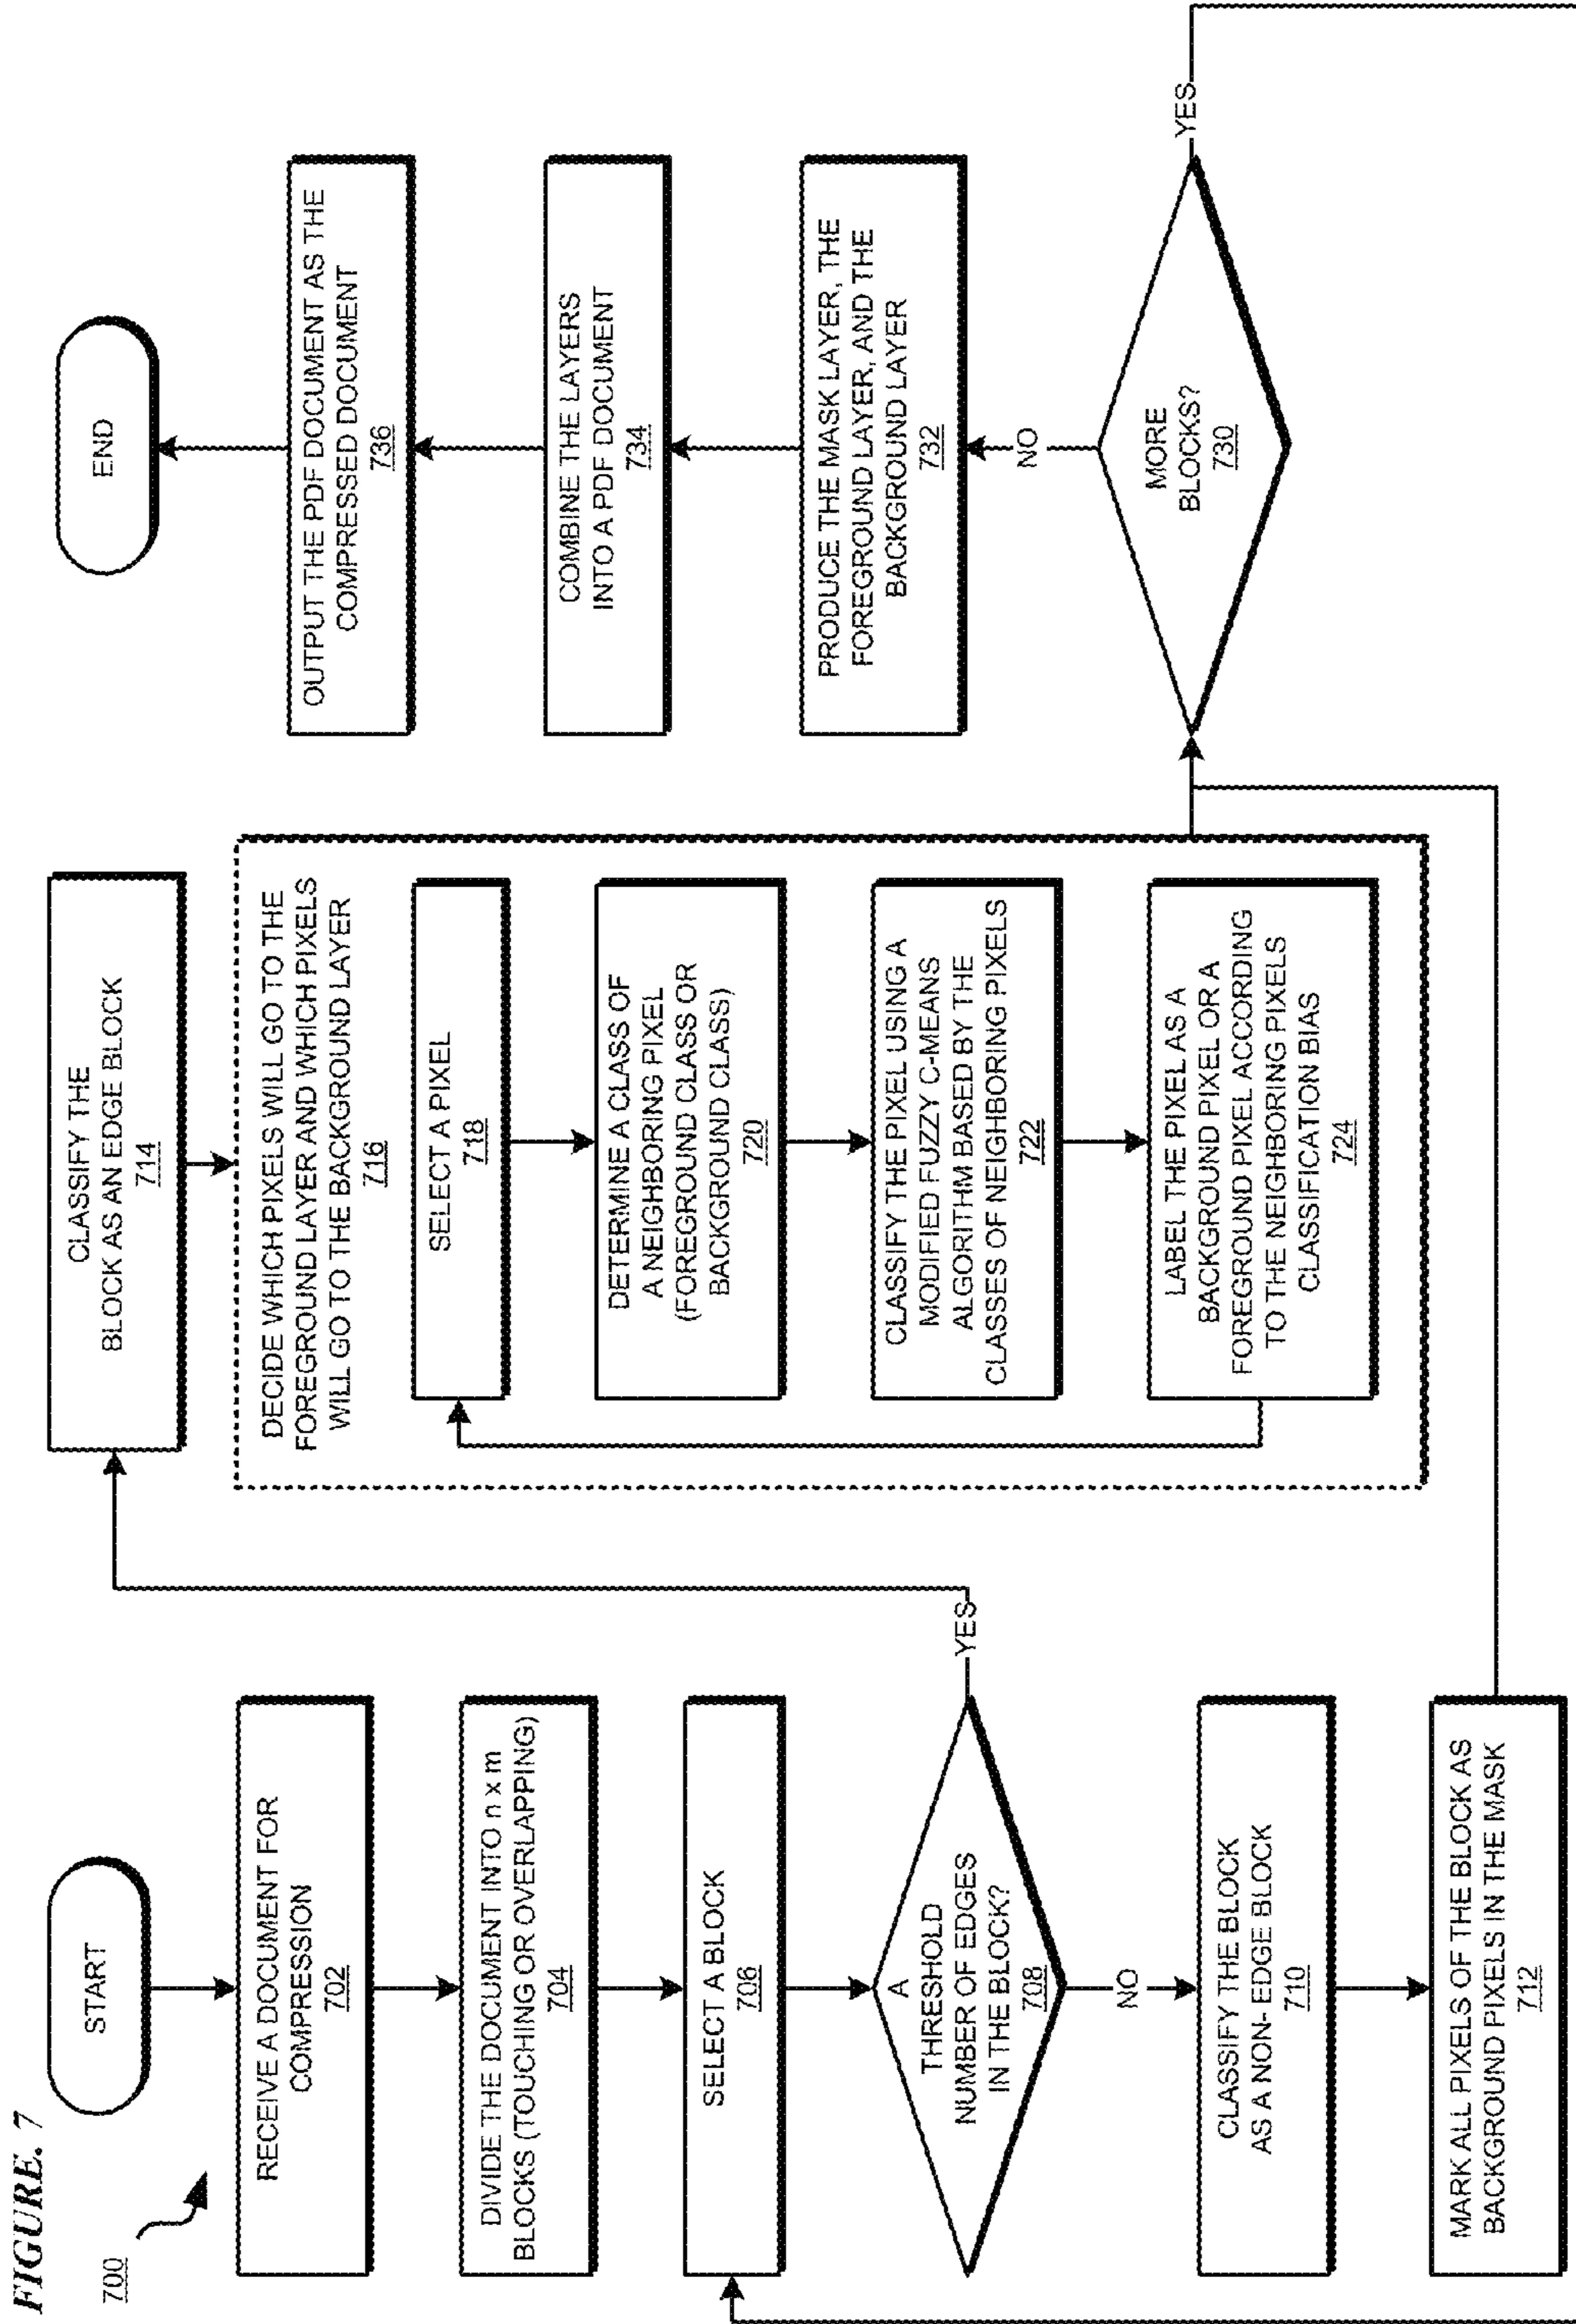 FIGURE. 7
700
START
RECEIVE A DOCUMENT FOR
COMPRESSION
702
DIVIDE THE DOCUMENT INTO n x m
BLOCKS (TOUCHING OR OVERLAPPING)
704
SELECT A BLOCK
706
A
THRESHOLD
NUMBER OF EDGES
IN THE BLOCK?
708
YES
NO
CLASSIFY THE BLOCK
AS A NON- EDGE BLOCK
710
MARK ALL PIXELS OF THE BLOCK AS
BACKGROUND PIXELS IN THE MASK
712
CLASSIFY THE
BLOCK AS AN EDGE BLOCK
714
DECIDE WHICH PIXELS WILL GO TO THE
FOREGROUND LAYER AND WHICH PIXELS
WILL GO TO THE BACKGROUND LAYER
716
SELECT A PIXEL
718
DETERMINE A CLASS OF
A NEIGHBORING PIXEL
(FOREGROUND CLASS OR
BACKGROUND CLASS)
720
CLASSIFY THE PIXEL USING A
MODIFIED FUZZY C-MEANS
ALGORITHM BASED BY THE
CLASSES OF NEIGHBORING PIXELS
722
LABEL THE PIXEL AS A
BACKGROUND PIXEL OR A
FOREGROUND PIXEL ACCORDING
TO THE NEIGHBORING PIXELS
CLASSIFICATION BIAS
724
END
OUTPUT THE PDF DOCUMENT AS THE
COMPRESSED DOCUMENT
736
COMBINE THE LAYERS
INTO A PDF DOCUMENT
734
PRODUCE THE MASK LAYER, THE
FOREGROUND LAYER, AND THE
BACKGROUND LAYER
732
NO
MORE
BLOCKS?
730
YES